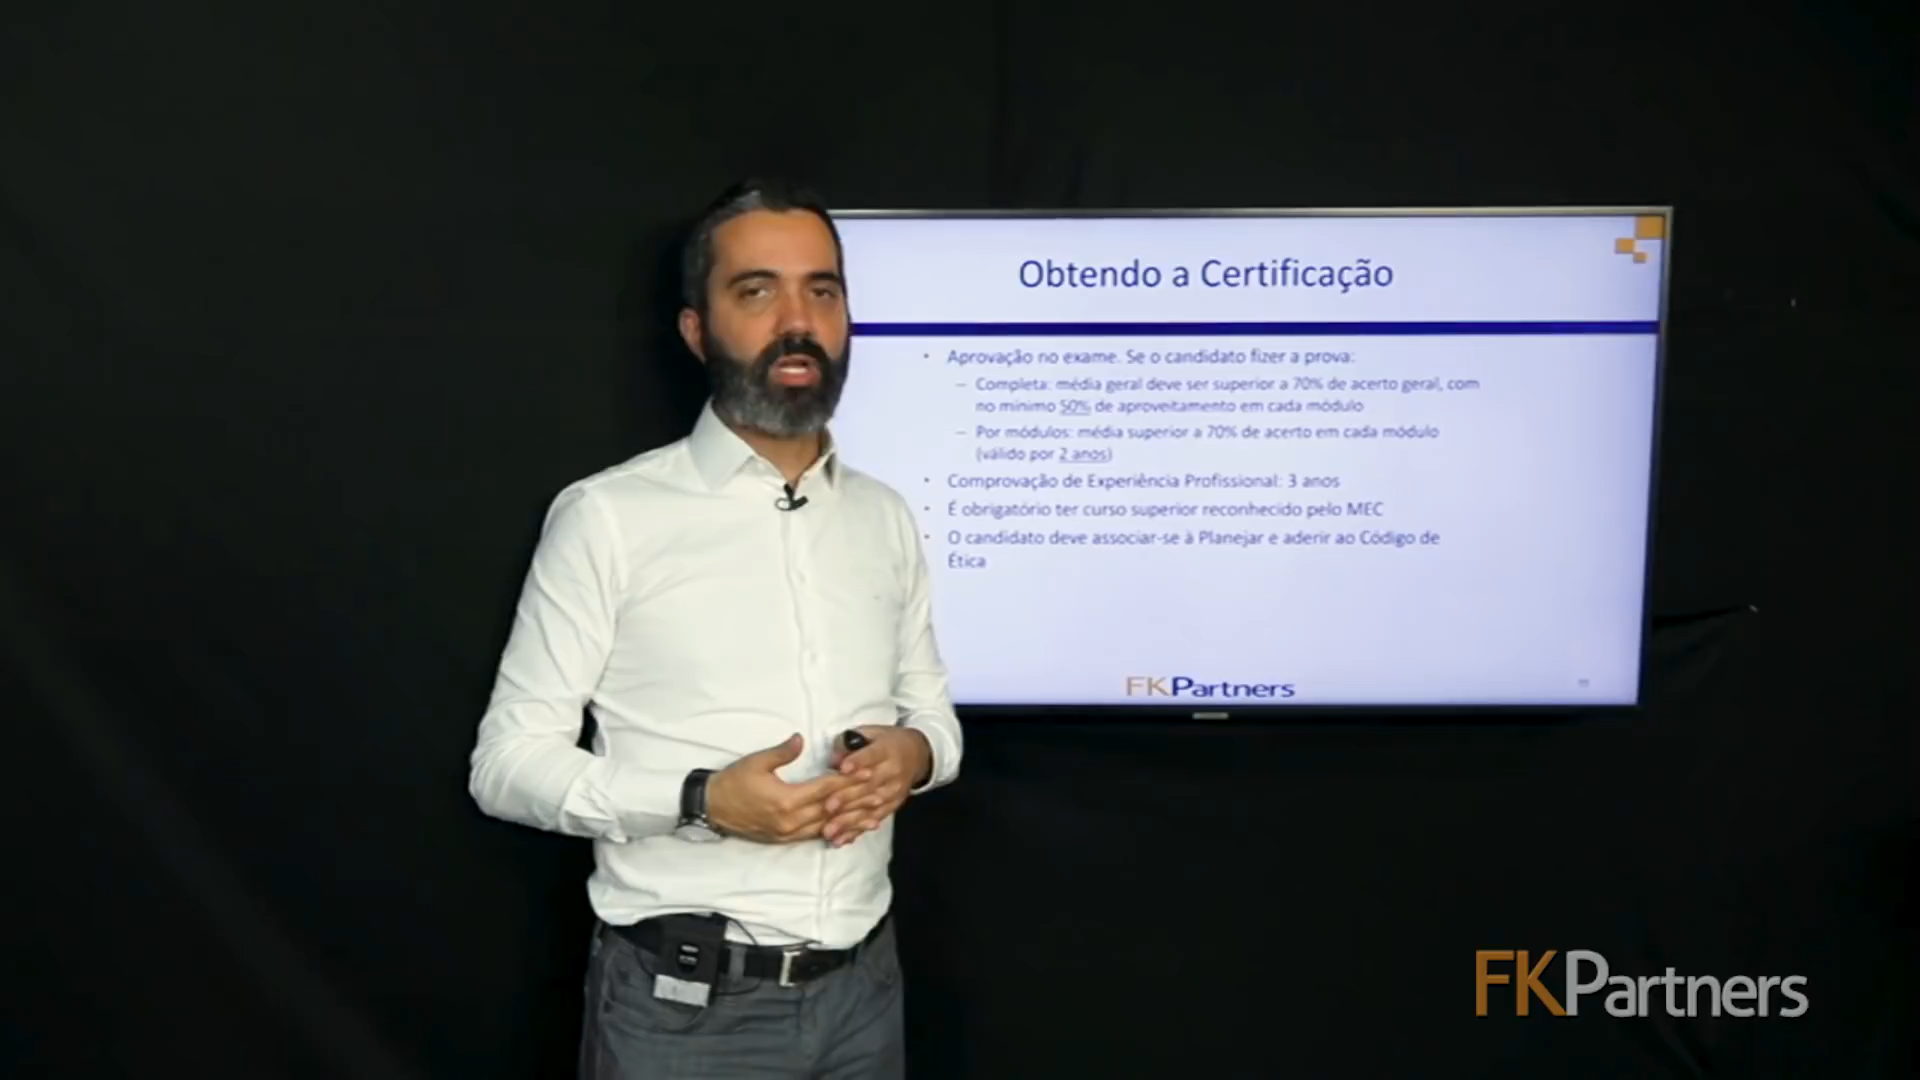 Obtendo a Certificação
• Aprovação no exame. Se o candidato fizer a prova:
– Completa: média geral deve ser superior a 70% de acerto geral, com
no mínimo 50% de aproveitamento em cada módulo
– Por módulos: média superior a 70% de acerto em cada módulo
(válido por 2 anos)
• Comprovação de Experiência Profissional: 3 anos
• É obrigatório ter curso superior reconhecido pelo MEC
• O candidato deve associar-se à Planejar e aderir ao Código de
Ética
FKPartners
FKPartners